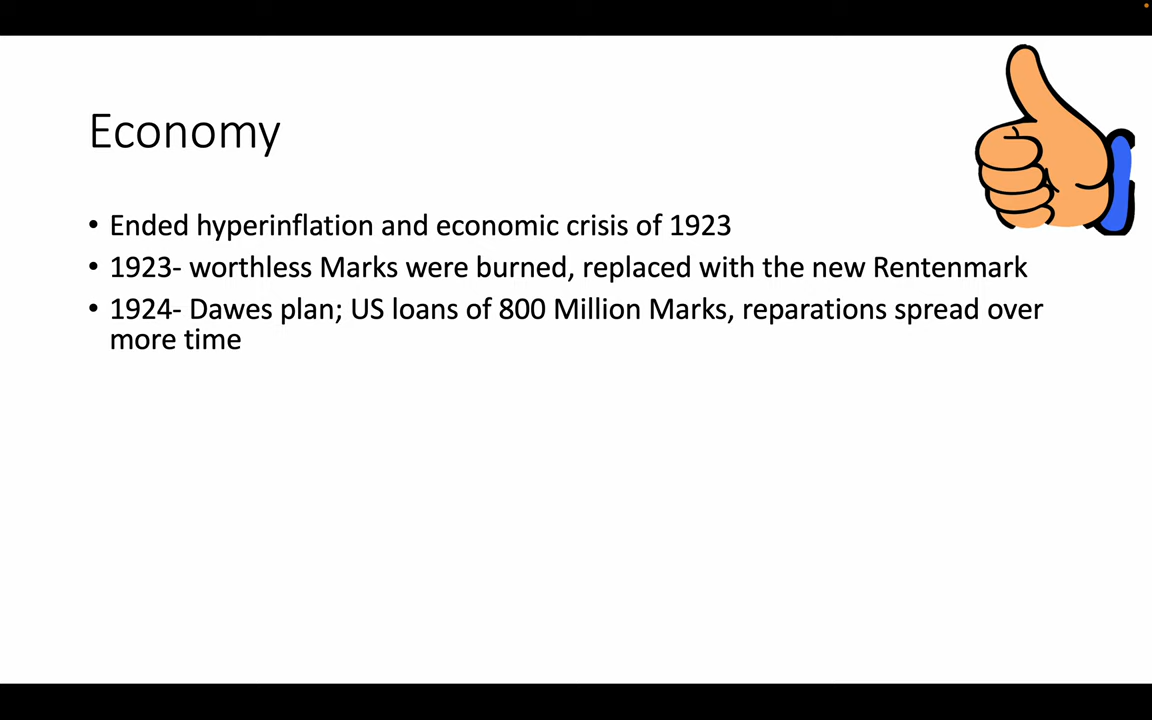 Economy
• Ended hyperinflation and economic crisis of 1923
• 1923- worthless Marks were burned, replaced with the new Rentenmark
• 1924- Dawes plan; US loans of 800 Million Marks, reparations spread over
more time